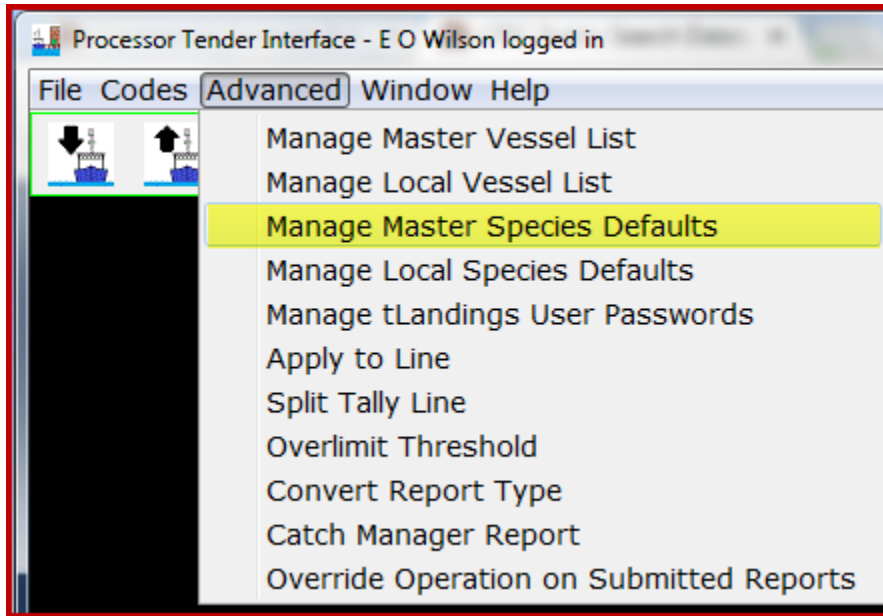 Processor Tender Interface - E O Wilson logged in
File Codes Advanced Window Help
Manage Master Vessel List
Manage Local Vessel List
Manage Master Species Defaults
Manage Local Species Defaults
Manage tLandings User Passwords
Apply to Line
Split Tally Line
Overlimit Threshold
Convert Report Type
Catch Manager Report
Override Operation on Submitted Reports